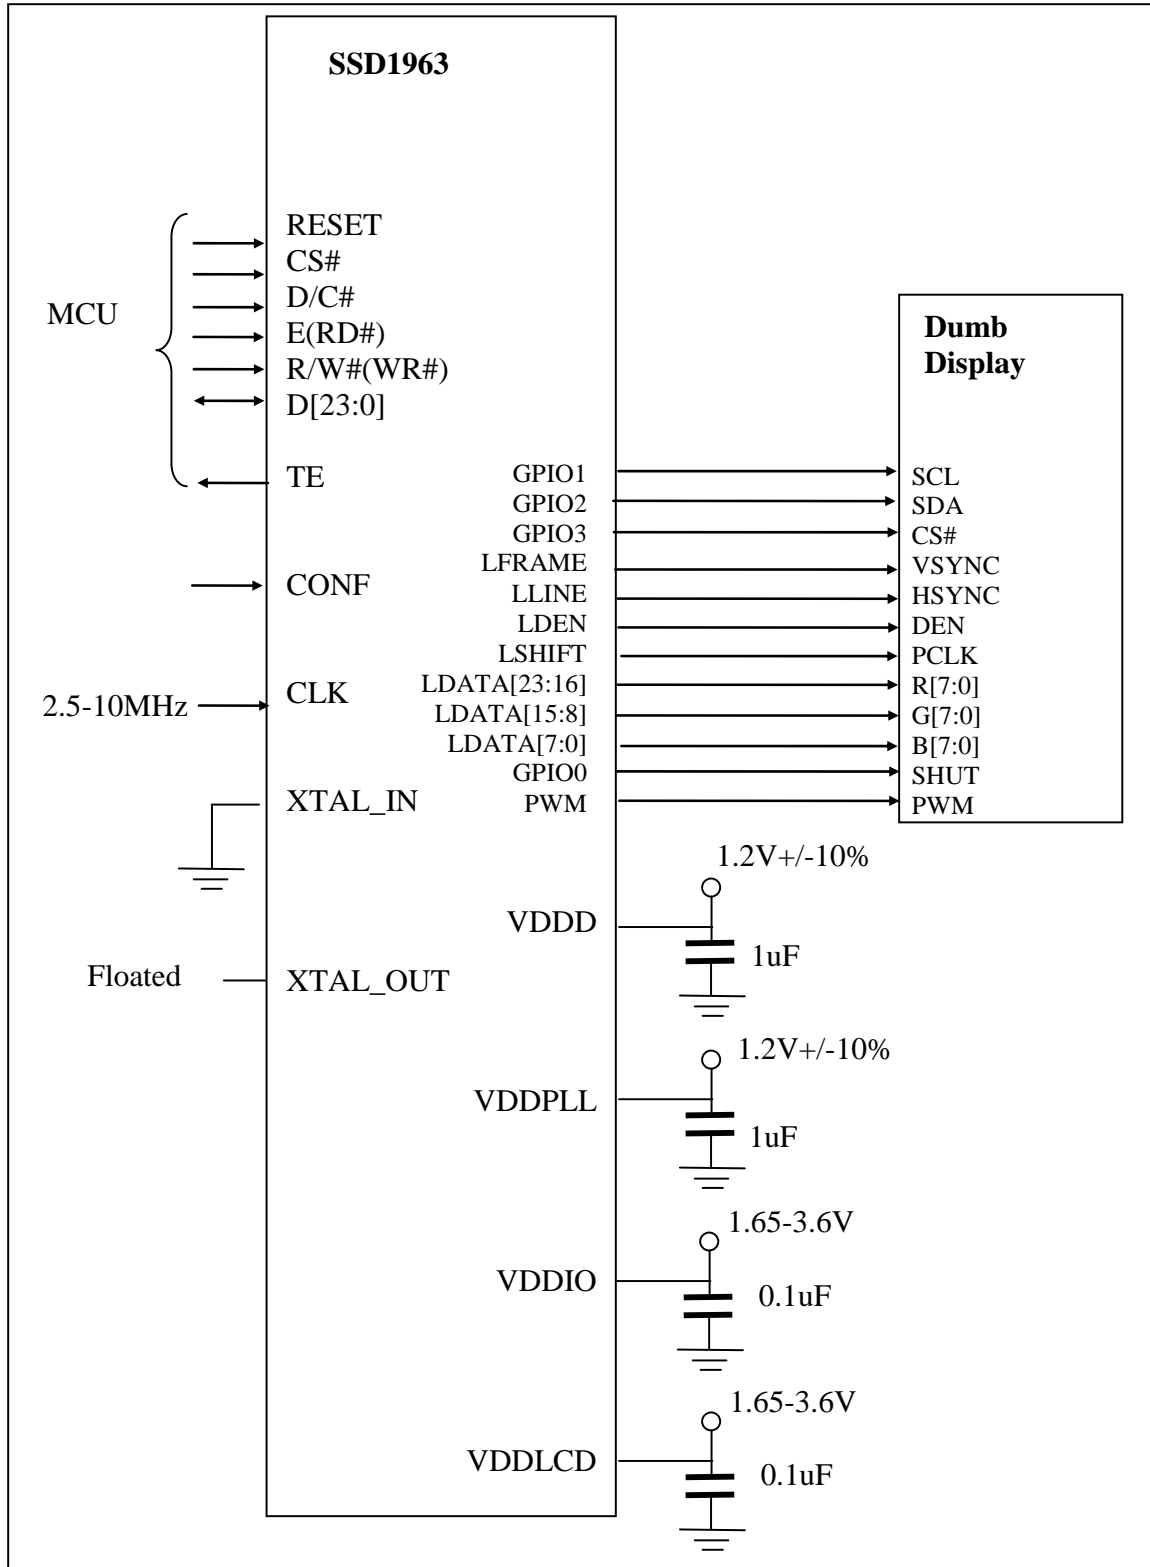 SSD1963
RESET
CS#
D/C#
E(RD#)
R/W#(WR#)
D[23:0]
TE
MCU
CONF
2.5-10MHz
CLK
XTAL_IN
Floated
XTAL_OUT
GPIO1
GPIO2
GPIO3
LFRAME
LLINE
LDEN
LSHIFT
LDATA[23:16]
LDATA[15:8]
LDATA[7:0]
GPIO0
PWM
Dumb
Display
SCL
SDA
CS#
VSYNC
HSYNC
DEN
PCLK
R[7:0]
G[7:0]
B[7:0]
SHUT
PWM
1.2V+/-10%
VDDD
1uF
1.2V+/-10%
VDDPLL
1uF
1.65-3.6V
VDDIO
0.1uF
1.65-3.6V
VDDLCD
0.1uF